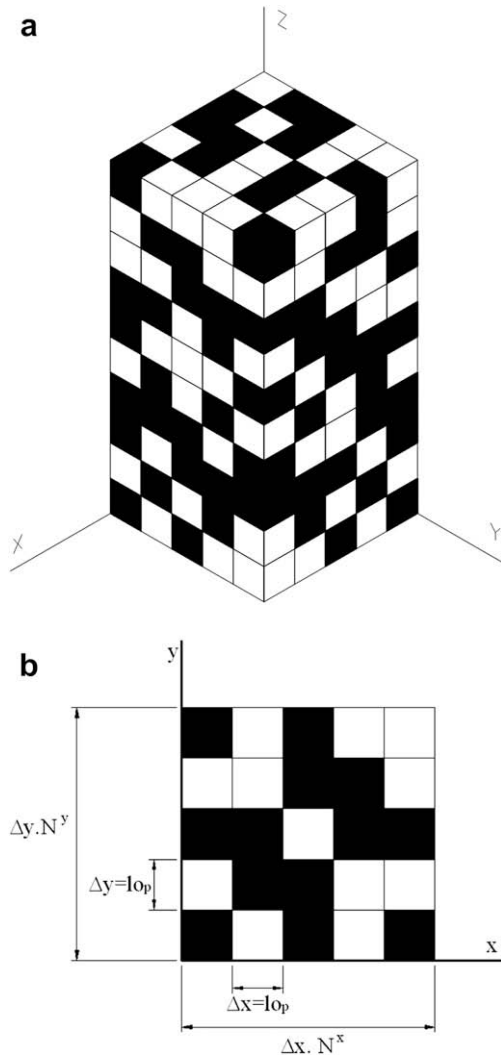 a
Z
X
Y
b
y
Δy.N^y
Δy=lo_p
x
Δx=lo_p
Δx. N^x